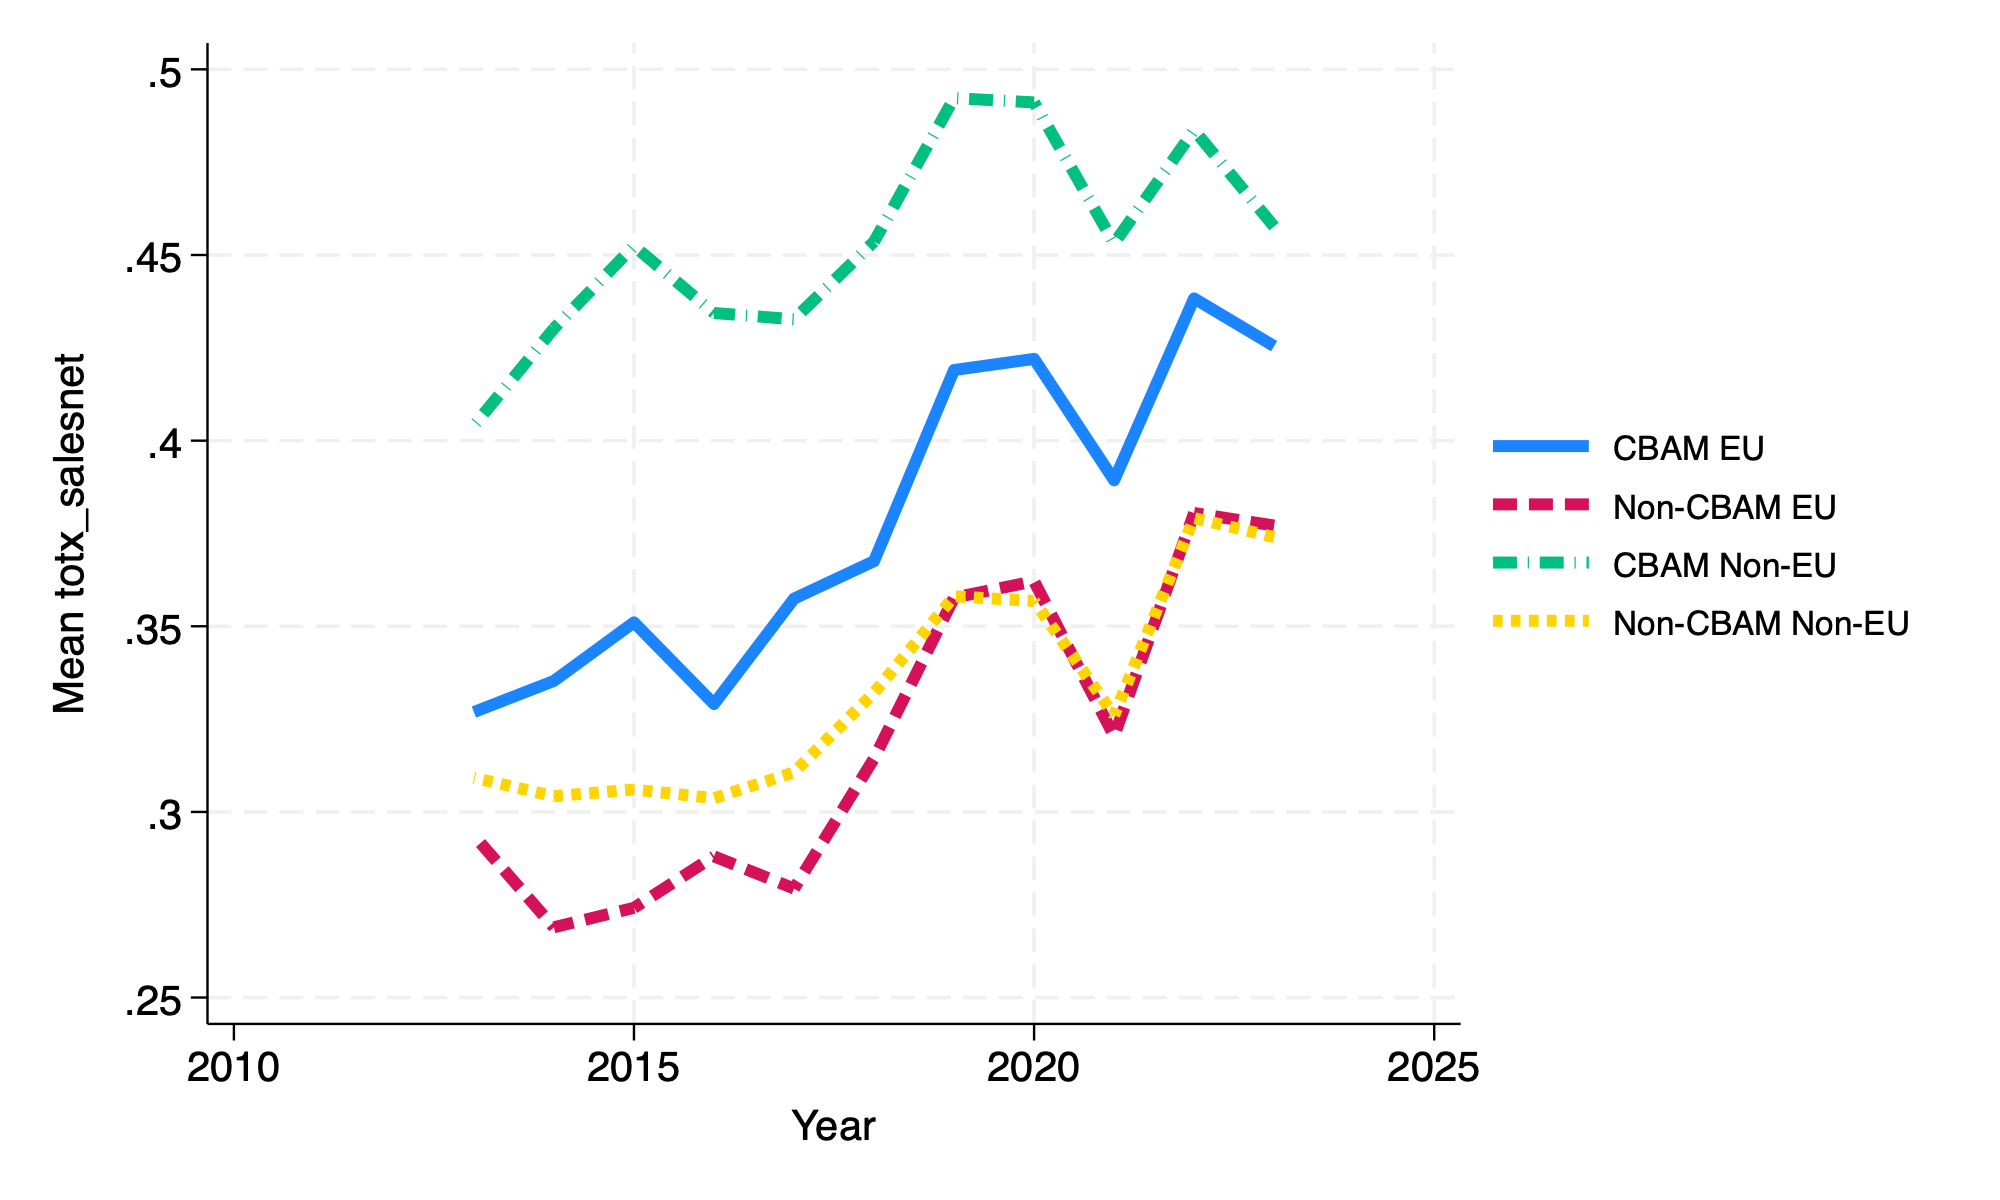 Mean totx_salesnet
.5
.45
.4
.35
.3
.25
2010
2015
2020
2025
Year
CBAM EU
Non-CBAM EU
CBAM Non-EU
Non-CBAM Non-EU